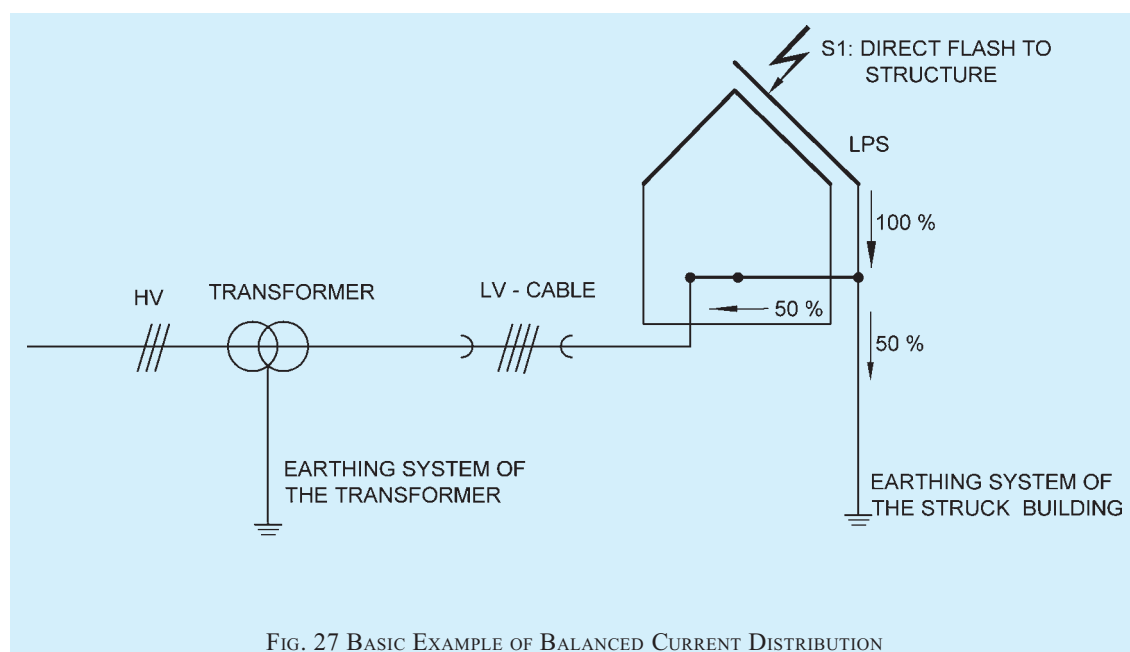 S1: DIRECT FLASH TO
STRUCTURE
LPS
100 %
HV
TRANSFORMER
LV - CABLE
50 %
50 %
EARTHING SYSTEM OF
THE TRANSFORMER
EARTHING SYSTEM OF
THE STRUCK BUILDING
FIG. 27 BASIC EXAMPLE OF BALANCED CURRENT DISTRIBUTION